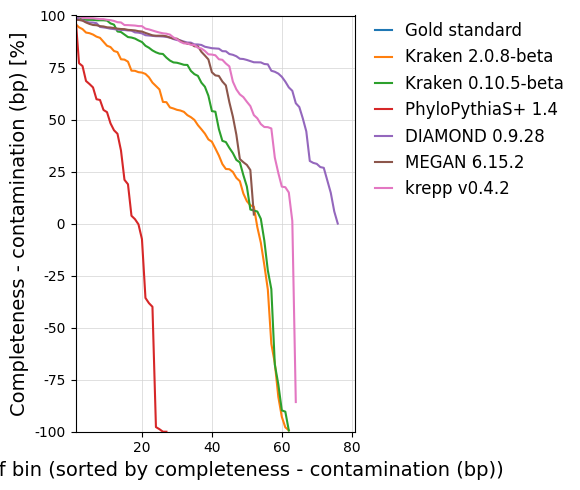 Completeness - contamination (bp) [%]
100
75
50
25
0
-25
-50
-75
-100
20
40
60
80
f bin (sorted by completeness - contamination (bp))
Gold standard
Kraken 2.0.8-beta
Kraken 0.10.5-beta
PhyloPythiaS+ 1.4
DIAMOND 0.9.28
MEGAN 6.15.2
krepp v0.4.2